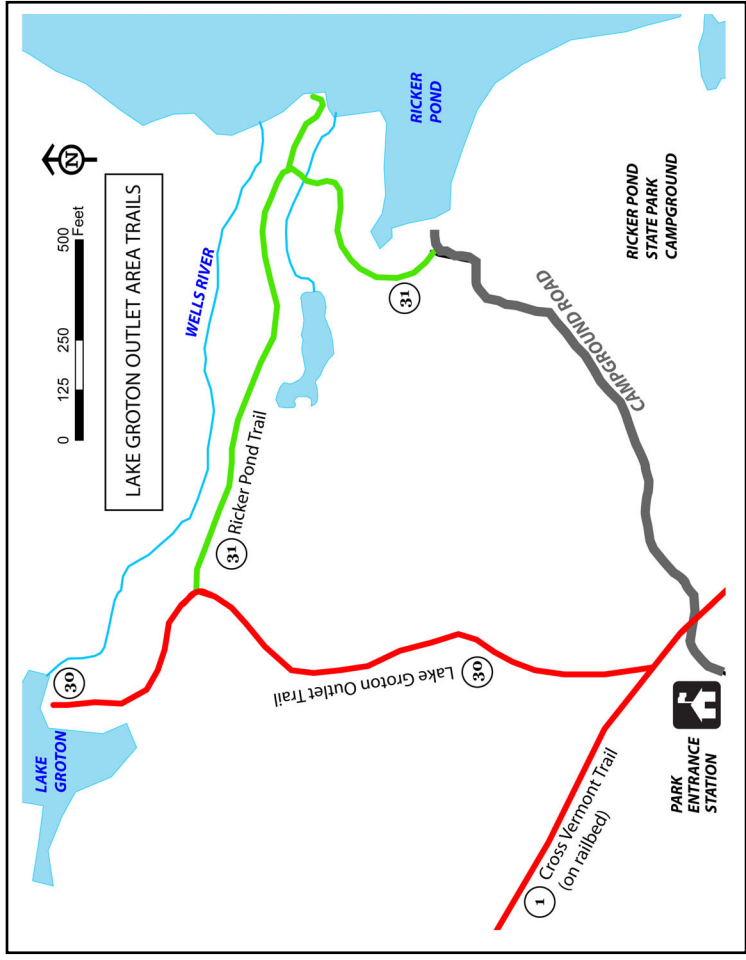 LAKE GROTON OUTLET AREA TRAILS
0 125 250 500
Feet
N
LAKE
GROTON
WELLS RIVER
RICKER
POND
30
31 Ricker Pond Trail
31
Lake Groton Outlet Trail 30
CAMPGROUND ROAD
RICKER POND
STATE PARK
CAMPGROUND
1 Cross Vermont Trail
(on railbed)
PARK
ENTRANCE
STATION